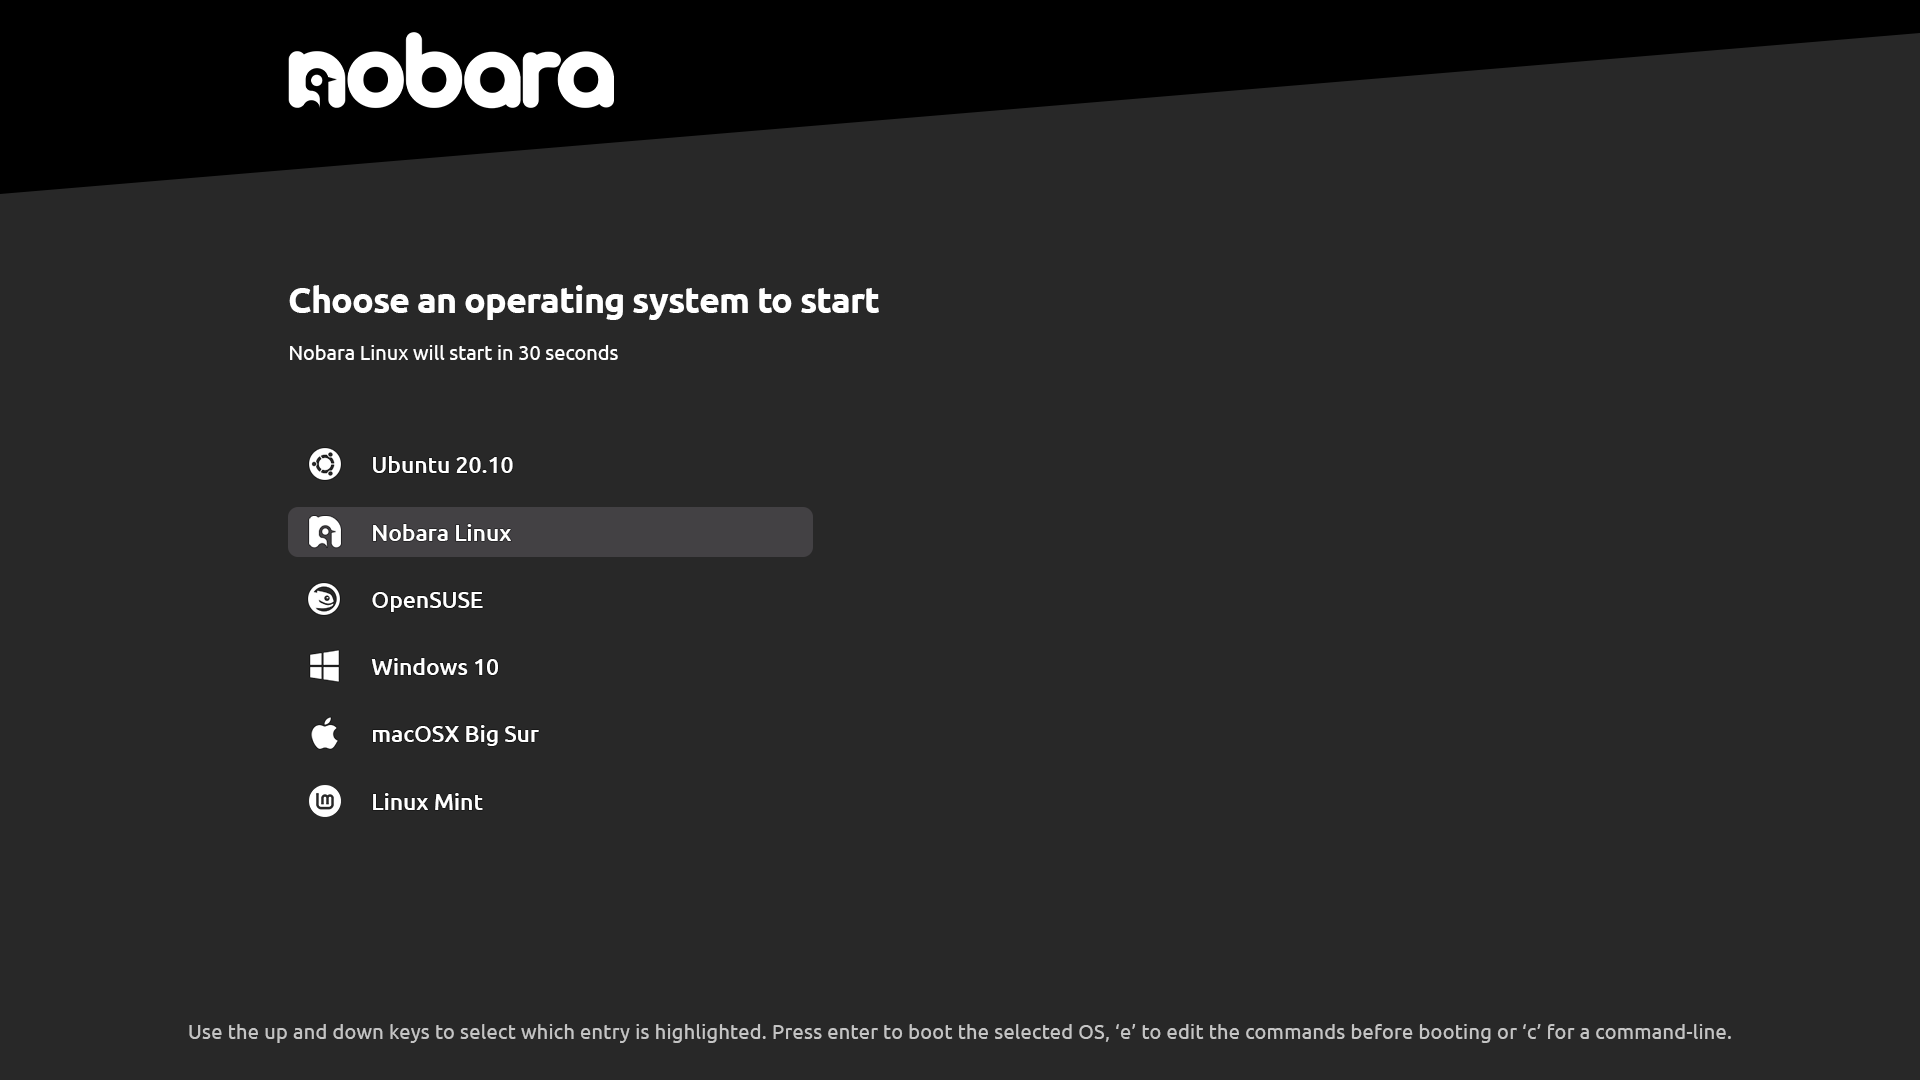 nobara
Choose an operating system to start
Nobara Linux will start in 30 seconds
Ubuntu 20.10
Nobara Linux
OpenSUSE
Windows 10
macOSX Big Sur
Linux Mint
Use the up and down keys to select which entry is highlighted. Press enter to boot the selected OS, ‘e’ to edit the commands before booting or ‘c’ for a command-line.